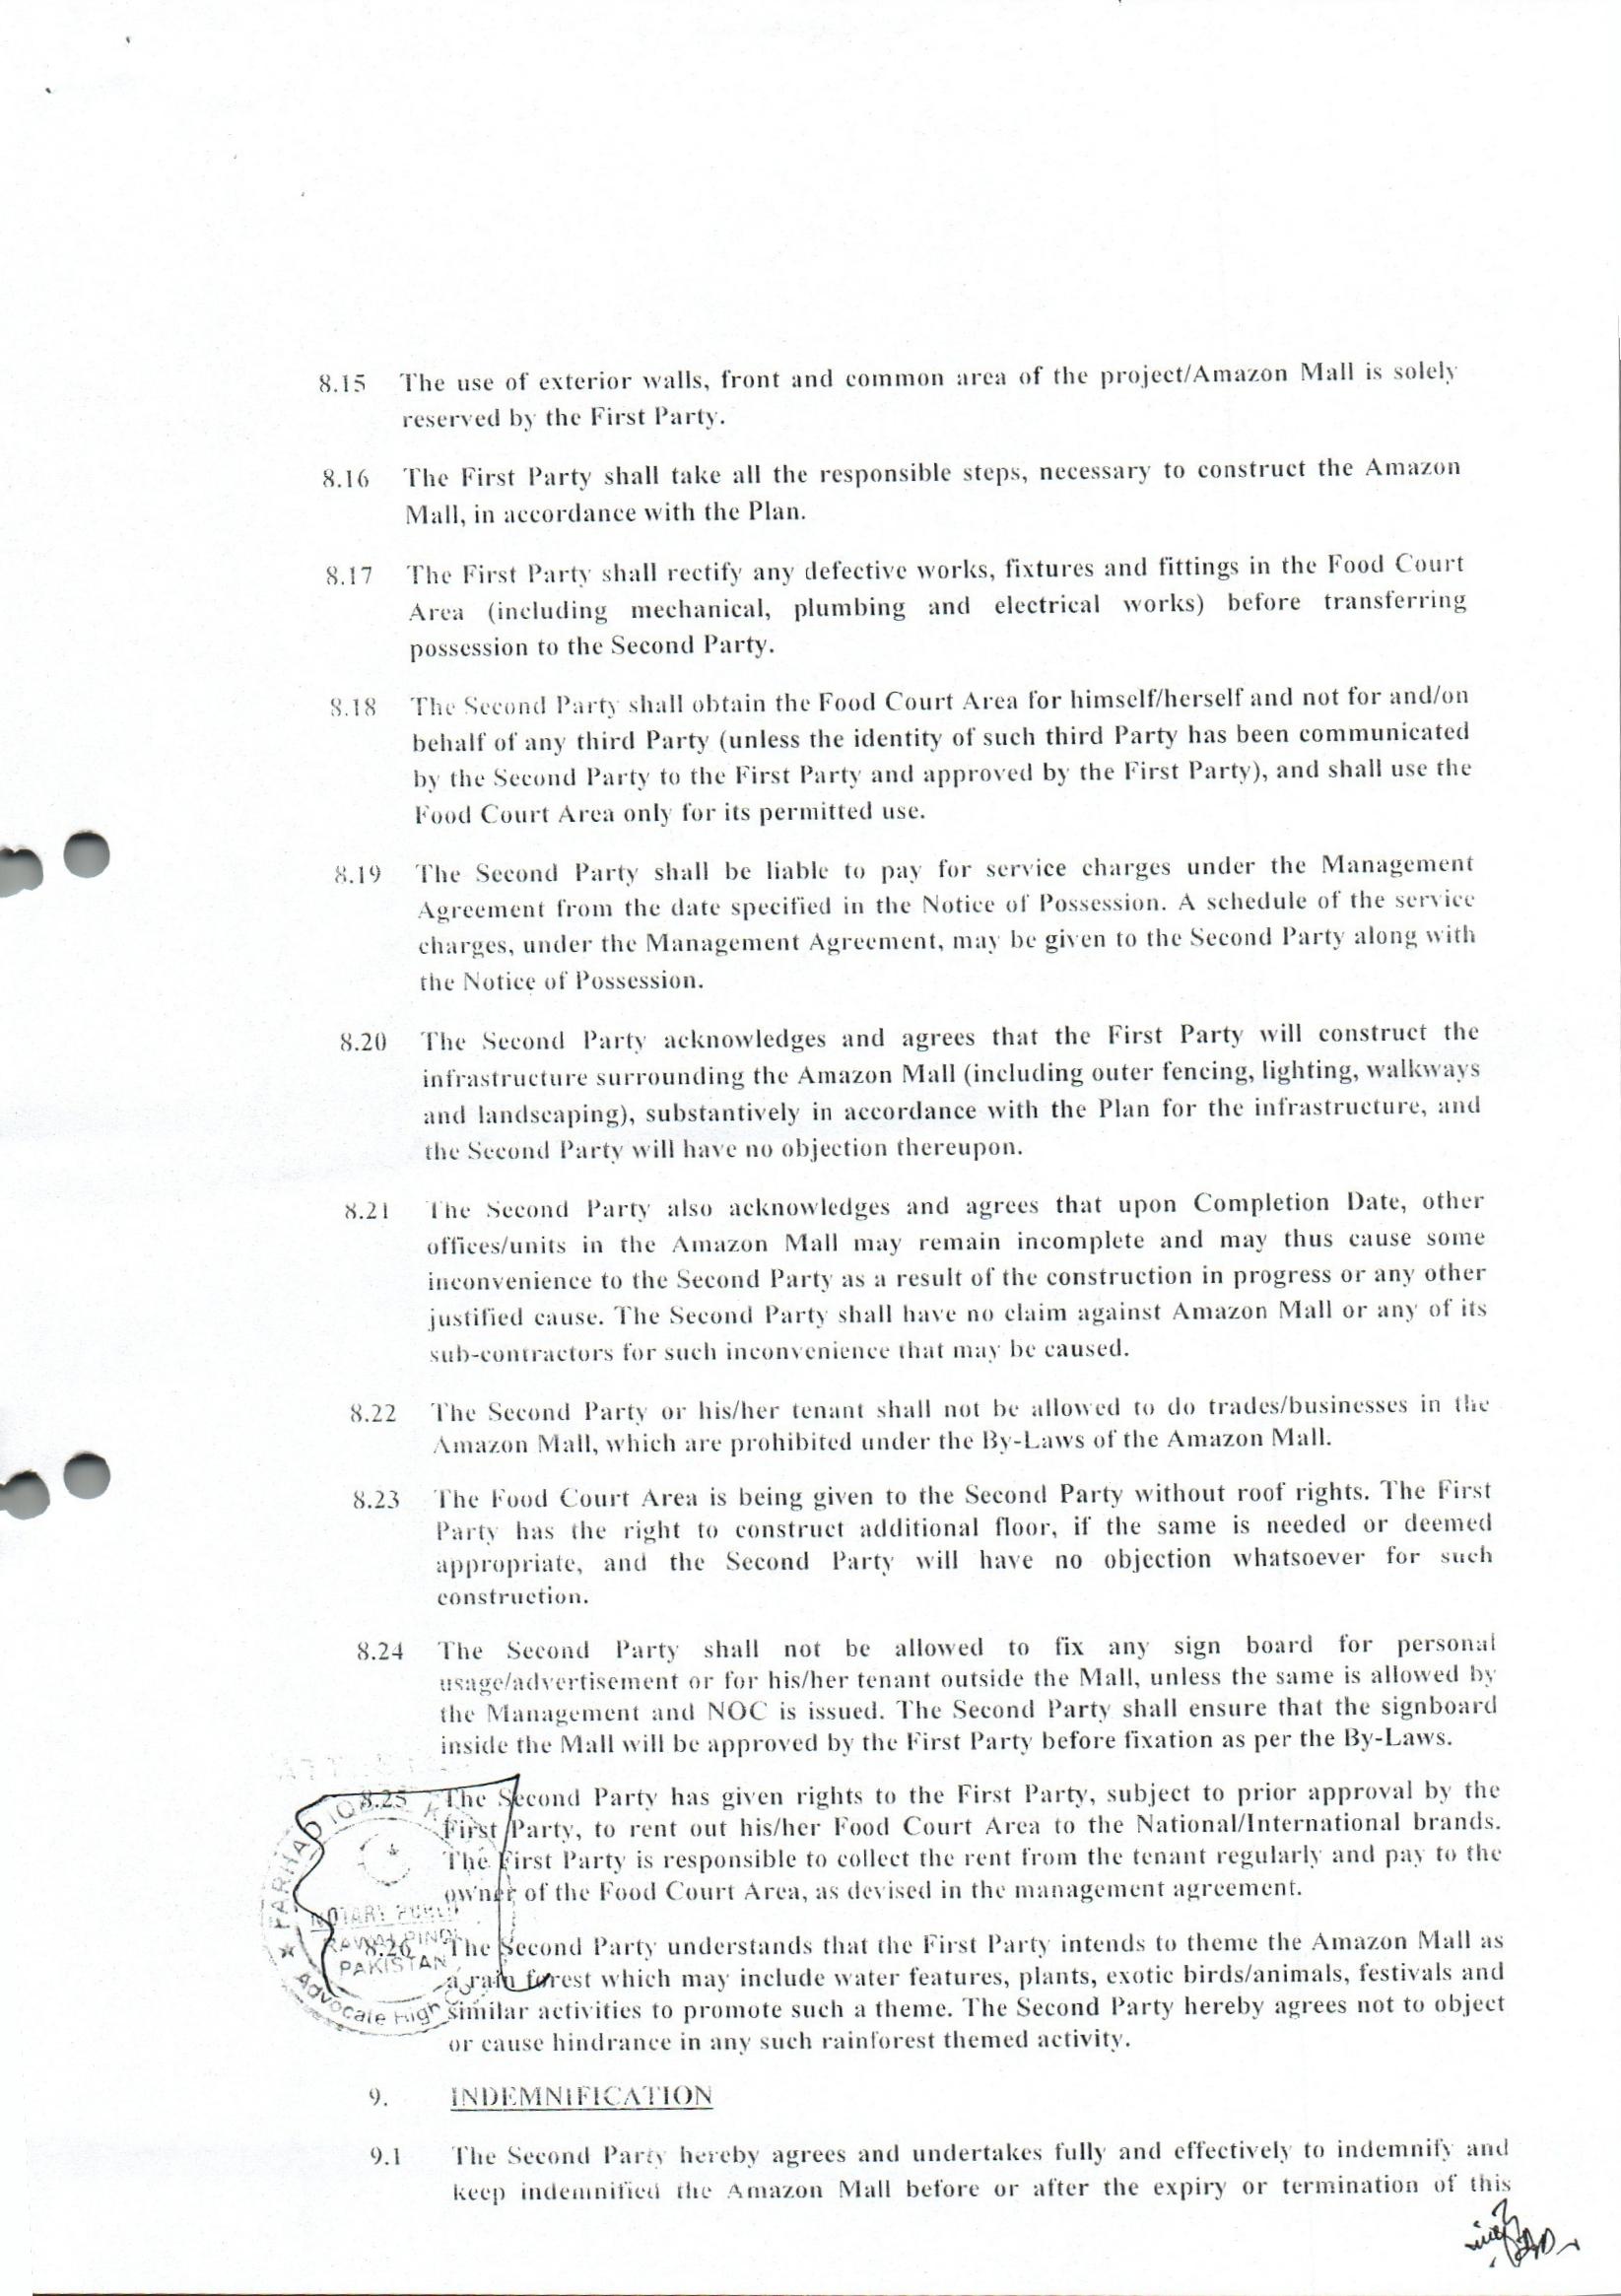 8.15 The use of exterior walls, front and common area of the project/Amazon Mall is solely
reserved by the First Party.
8.16 The First Party shall take all the responsible steps, necessary to construct the Amazon
Mall, in accordance with the Plan.
8.17 The First Party shall rectify any defective works, fixtures and fittings in the Food Court
Area (including mechanical, plumbing and electrical works) before transferring
possession to the Second Party.
8.18 The Second Party shall obtain the Food Court Area for himself/herself and not for and/on
behalf of any third Party (unless the identity of such third Party has been communicated
by the Second Party to the First Party and approved by the First Party), and shall use the
Food Court Area only for its permitted use.
8.19 The Second Party shall be liable to pay for service charges under the Management
Agreement from the date specified in the Notice of Possession. A schedule of the service
charges, under the Management Agreement, may be given to the Second Party along with
the Notice of Possession.
8.20 The Second Party acknowledges and agrees that the First Party will construct the
infrastructure surrounding the Amazon Mall (including outer fencing, lighting, walkways
and landscaping), substantively in accordance with the Plan for the infrastructure, and
the Second Party will have no objection thereupon.
8.21 The Second Party also acknowledges and agrees that upon Completion Date, other
offices/units in the Amazon Mall may remain incomplete and may thus cause some
inconvenience to the Second Party as a result of the construction in progress or any other
justified cause. The Second Party shall have no claim against Amazon Mall or any of its
sub-contractors for such inconvenience that may be caused.
8.22 The Second Party or his/her tenant shall not be allowed to do trades/businesses in the
Amazon Mall, which are prohibited under the By-Laws of the Amazon Mall.
8.23 The Food Court Area is being given to the Second Party without roof rights. The First
Party has the right to construct additional floor, if the same is needed or deemed
appropriate, and the Second Party will have no objection whatsoever for such
construction.
8.24 The Second Party shall not be allowed to fix any sign board for personal
usage/advertisement or for his/her tenant outside the Mall, unless the same is allowed by
the Management and NOC is issued. The Second Party shall ensure that the signboard
inside the Mall will be approved by the First Party before fixation as per the By-Laws.
8.25 The Second Party has given rights to the First Party, subject to prior approval by the
First Party, to rent out his/her Food Court Area to the National/International brands.
The First Party is responsible to collect the rent from the tenant regularly and pay to the
owner of the Food Court Area, as devised in the management agreement.
8.26 The Second Party understands that the First Party intends to theme the Amazon Mall as
a rain forest which may include water features, plants, exotic birds/animals, festivals and
similar activities to promote such a theme. The Second Party hereby agrees not to object
or cause hindrance in any such rainforest themed activity.
NOTARY PUBLIC
RAWALPINDI
PAKISTAN
Advocate High
9. INDEMNIFICATION
9.1 The Second Party hereby agrees and undertakes fully and effectively to indemnify and
keep indemnified the Amazon Mall before or after the expiry or termination of this